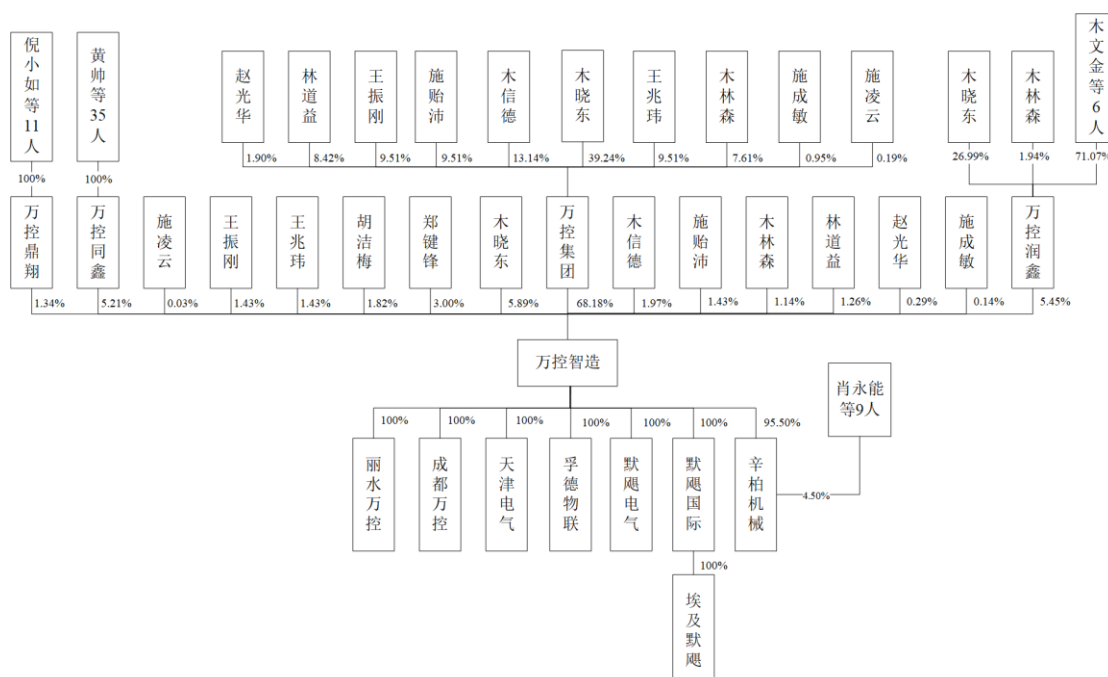 倪小如等11人
黄帅等35人
赵光华
林道益
王振刚
施贻沛
木信德
木晓东
王兆玮
木林森
施成敏
施凌云
木晓东
木林森
木文金等6人
1.90%
8.42%
9.51%
9.51%
13.14%
39.24%
9.51%
7.61%
0.95%
0.19%
26.99%
1.94%
71.07%
100%
100%
万控鼎翔
万控同鑫
施凌云
王振刚
王兆玮
胡洁梅
郑键锋
木晓东
万控集团
木信德
施贻沛
木林森
林道益
赵光华
施成敏
万控润鑫
1.34%
5.21%
0.03%
1.43%
1.43%
1.82%
3.00%
5.89%
68.18%
1.97%
1.43%
1.14%
1.26%
0.29%
0.14%
5.45%
万控智造
肖永能
等9人
100%
100%
100%
100%
100%
100%
95.50%
丽水万控
成都万控
天津电气
孚德物联
默飓电气
默飓国际
辛柏机械
4.50%
100%
埃及默飓